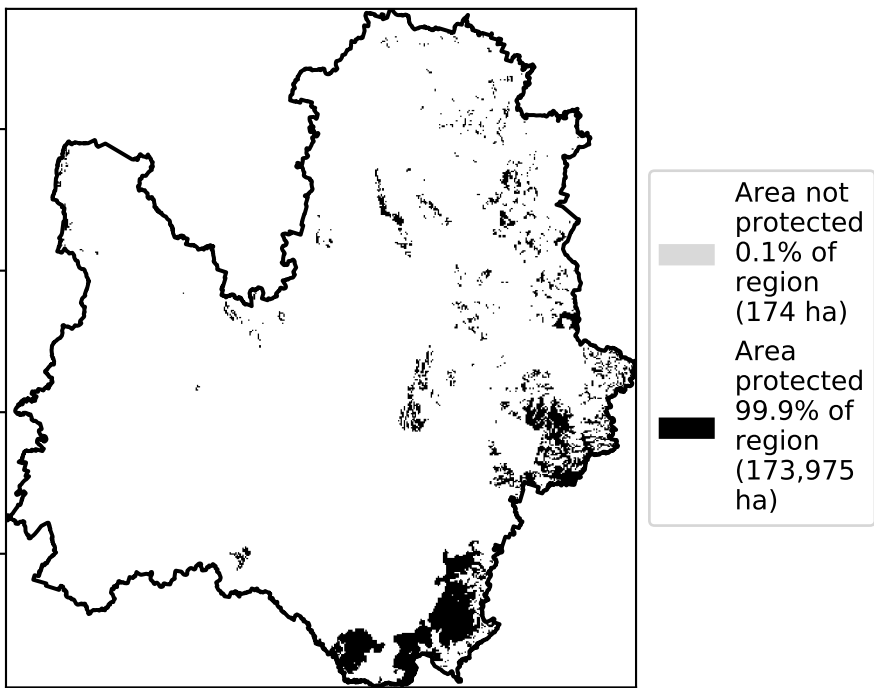 Area not
protected
0.1% of
region
(174 ha)
Area
protected
99.9% of
region
(173,975
ha)